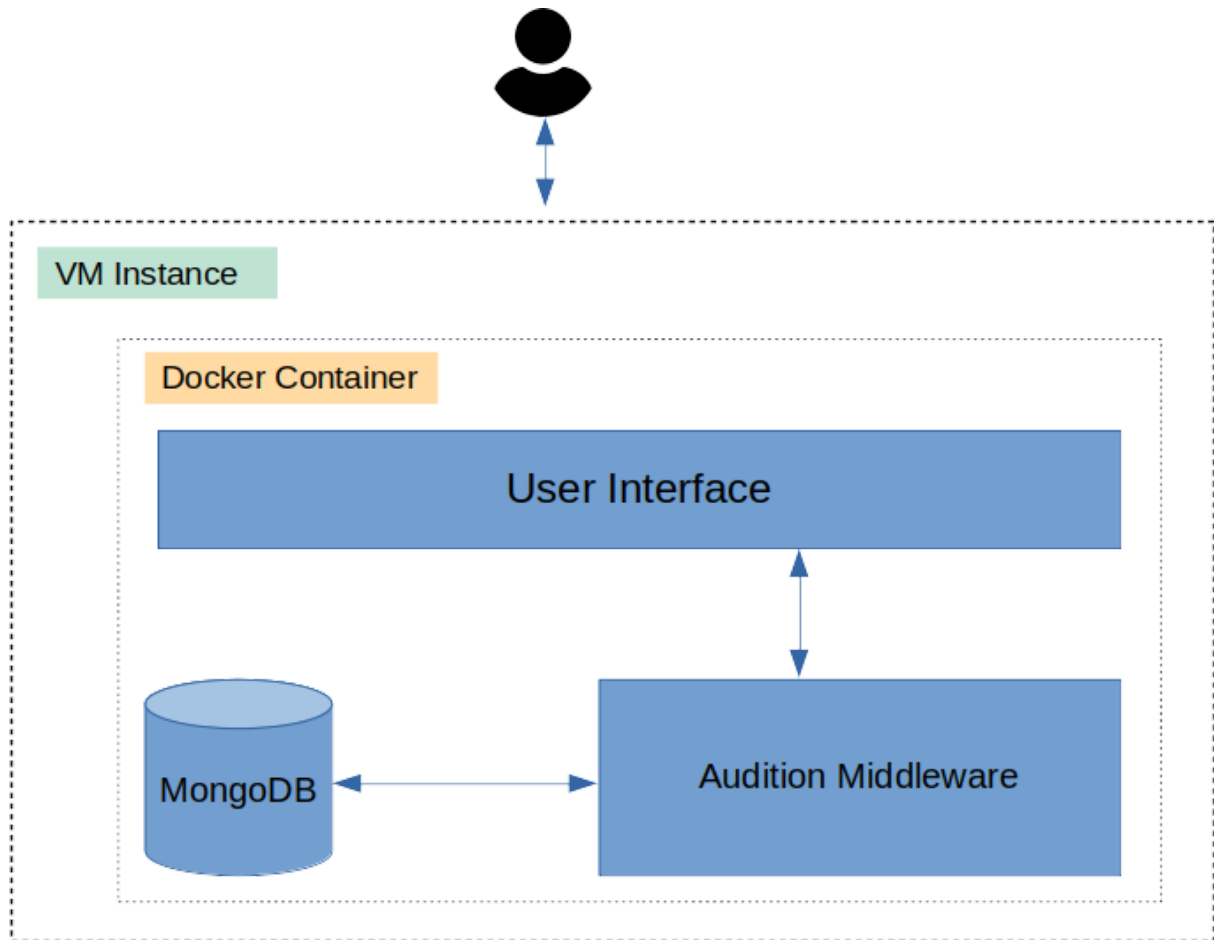 VM Instance
Docker Container
User Interface
MongoDB
Audition Middleware